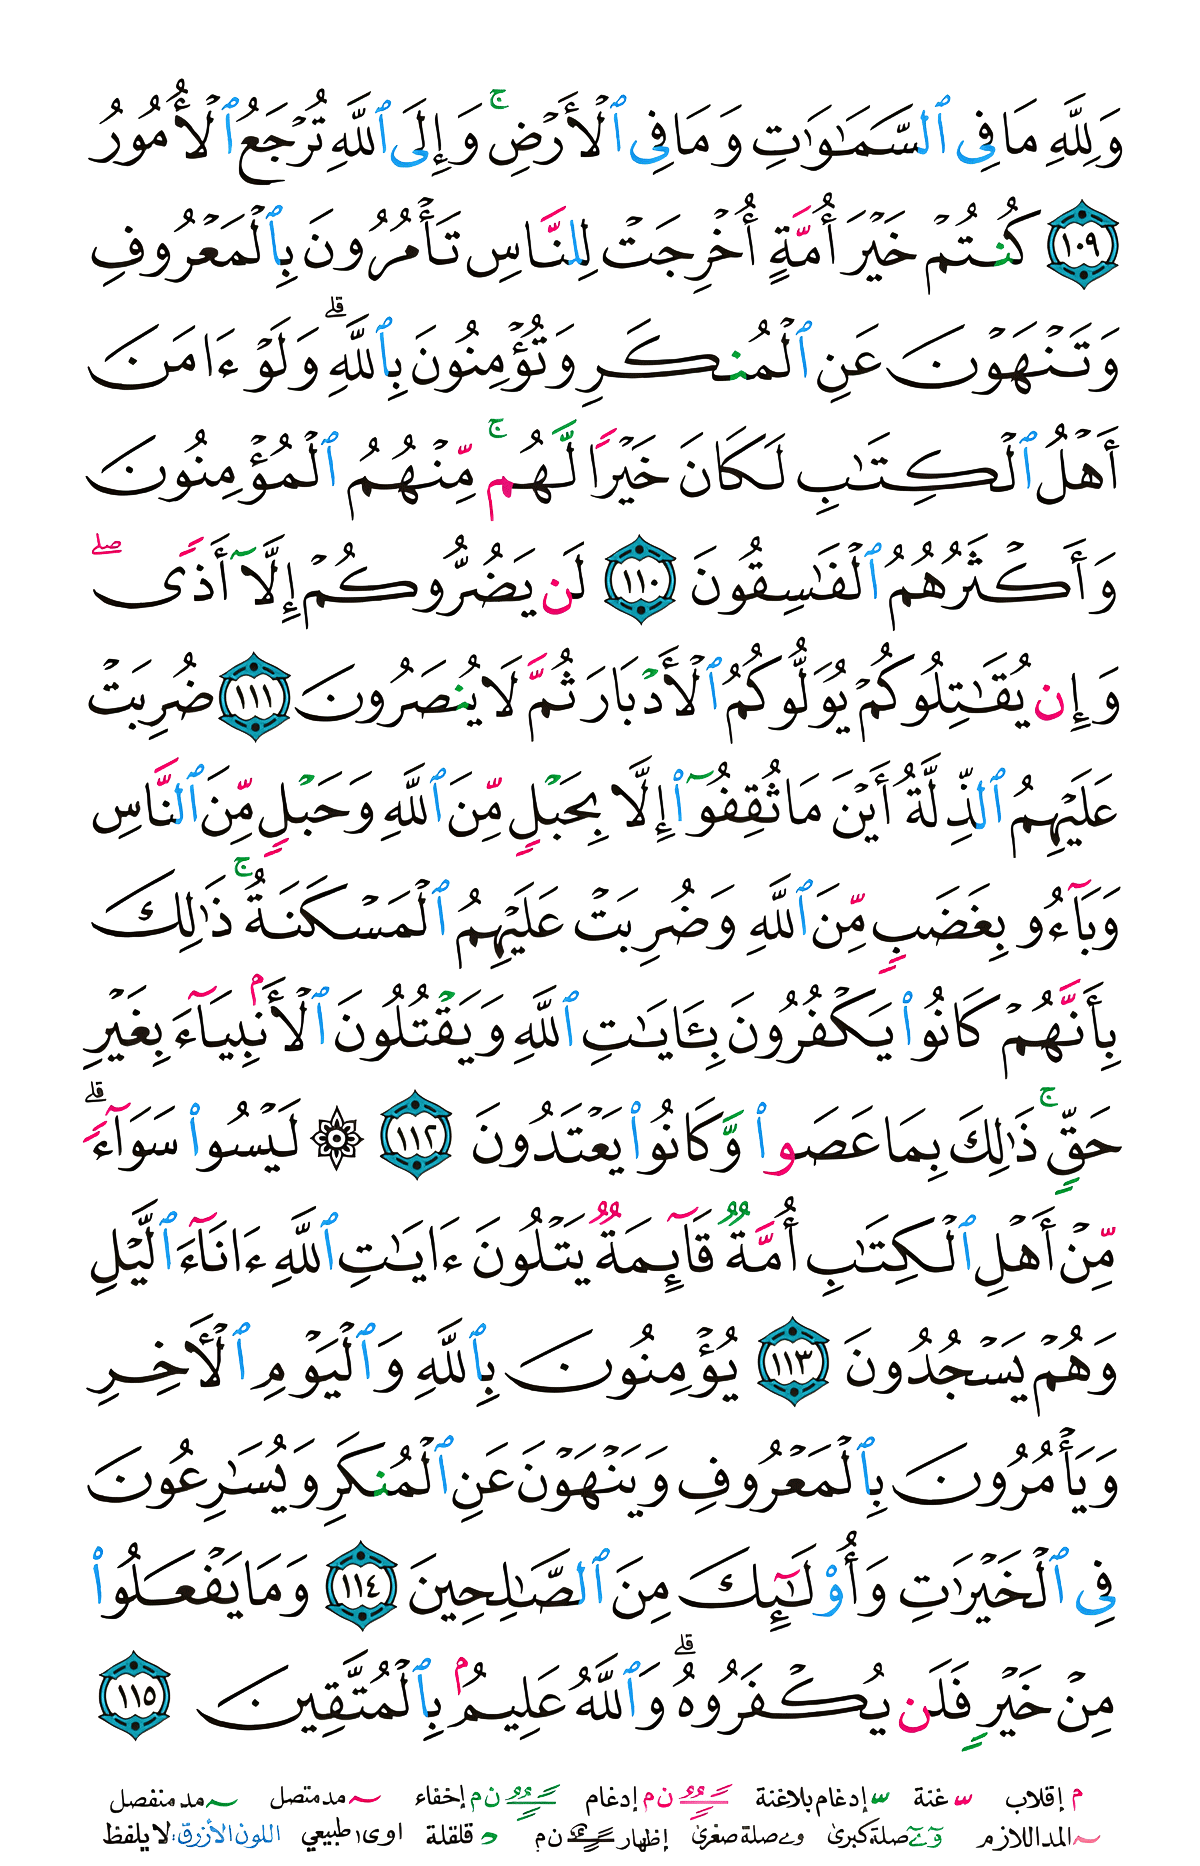 وَلِلَّهِ مَا فِى ٱلسَّمَـٰوَٰتِ وَمَا فِى ٱلْأَرْضِ ۚ وَإِلَى ٱللَّهِ تُرْجَعُ ٱلْأُمُورُ
١٠٩ كُنتُمْ خَيْرَ أُمَّةٍ أُخْرِجَتْ لِلنَّاسِ تَأْمُرُونَ بِٱلْمَعْرُوفِ
وَتَنْهَوْنَ عَنِ ٱلْمُنكَرِ وَتُؤْمِنُونَ بِٱللَّهِ ۗ وَلَوْ ءَامَنَ
أَهْلُ ٱلْكِتَـٰبِ لَكَانَ خَيْرًا لَّهُم ۚ مِّنْهُمُ ٱلْمُؤْمِنُونَ
وَأَكْثَرُهُمُ ٱلْفَـٰسِقُونَ ١١٠ لَن يَضُرُّوكُمْ إِلَّآ أَذًى ۖ
وَإِن يُقَـٰتِلُوكُمْ يُوَلُّوكُمُ ٱلْأَدْبَارَ ثُمَّ لَا يُنصَرُونَ ١١١ ضُرِبَتْ
عَلَيْهِمُ ٱلذِّلَّةُ أَيْنَ مَا ثُقِفُوٓا۟ إِلَّا بِحَبْلٍ مِّنَ ٱللَّهِ وَحَبْلٍ مِّنَ ٱلنَّاسِ
وَبَآءُو بِغَضَبٍ مِّنَ ٱللَّهِ وَضُرِبَتْ عَلَيْهِمُ ٱلْمَسْكَنَةُ ۚ ذَٰلِكَ
بِأَنَّهُمْ كَانُوا۟ يَكْفُرُونَ بِـَٔايَـٰتِ ٱللَّهِ وَيَقْتُلُونَ ٱلْأَنۢبِيَآءَ بِغَيْرِ
حَقٍّ ۚ ذَٰلِكَ بِمَا عَصَوا۟ وَّكَانُوا۟ يَعْتَدُونَ ١١٢ ۞ لَيْسُوا۟ سَوَآءً ۗ
مِّنْ أَهْلِ ٱلْكِتَـٰبِ أُمَّةٌ قَآئِمَةٌ يَتْلُونَ ءَايَـٰتِ ٱللَّهِ ءَانَآءَ ٱلَّيْلِ
وَهُمْ يَسْجُدُونَ ١١٣ يُؤْمِنُونَ بِٱللَّهِ وَٱلْيَوْمِ ٱلْـَٔاخِرِ
وَيَأْمُرُونَ بِٱلْمَعْرُوفِ وَيَنْهَوْنَ عَنِ ٱلْمُنكَرِ وَيُسَـٰرِعُونَ
فِى ٱلْخَيْرَٰتِ وَأُو۟لَـٰٓئِكَ مِنَ ٱلصَّـٰلِحِينَ ١١٤ وَمَا يَفْعَلُوا۟
مِنْ خَيْرٍ فَلَن يُكْفَرُوهُ ۗ وَٱللَّهُ عَلِيمٌۢ بِٱلْمُتَّقِينَ ١١٥
م إقلاب غنة إدغام بلاغنة ن م إدغام ن م إخفاء مد متصل مد منفصل
المد اللازم صلة كبرىٰ و ے صلة صغرىٰ إظهار ن م قلقلة ا و ى طبيعي اللون الأزرق: لا يلفظ